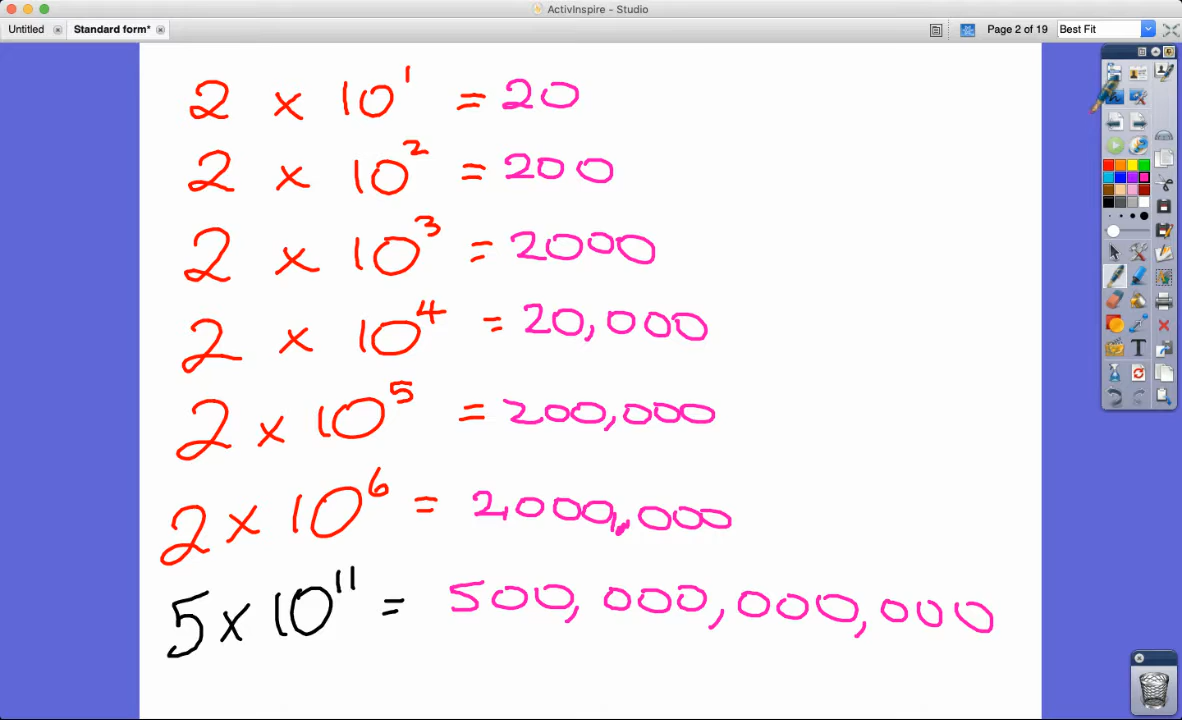 ActivInspire - Studio
Untitled Standard form* Page 2 of 19 Best Fit
2 x 10¹ = 20
2 x 10² = 200
2 x 10³ = 2000
2 x 10⁴ = 20,000
2 x 10⁵ = 200,000
2 x 10⁶ = 2000,000
5 x 10¹¹ = 500,000,000,000